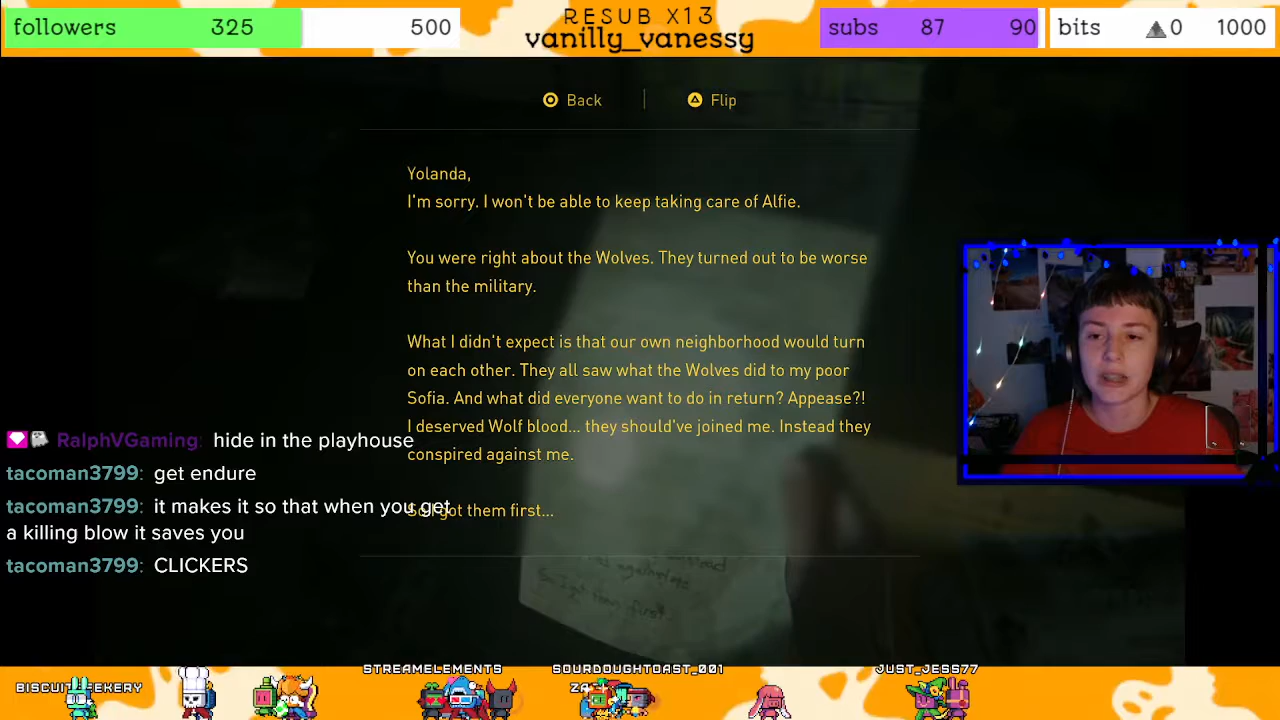 followers 325 500
RESUB X13
vanilly_vanessy
subs 87 90
bits 0 1000
Back
Flip
Yolanda,
I'm sorry. I won't be able to keep taking care of Alfie.
You were right about the Wolves. They turned out to be worse
than the military.
What I didn't expect is that our own neighborhood would turn
on each other. They all saw what the Wolves did to my poor
Sofia. And what did everyone want to do in return? Appease?!
I deserved Wolf blood... they should've joined me. Instead they
conspired against me.
So I got them first...
RalphVGaming: hide in the playhouse
tacoman3799: get endure
tacoman3799: it makes it so that when you get
a killing blow it saves you
tacoman3799: CLICKERS
STREAMELEMENTS
SOURDOUGHTOAST_001
JUST_JESS77